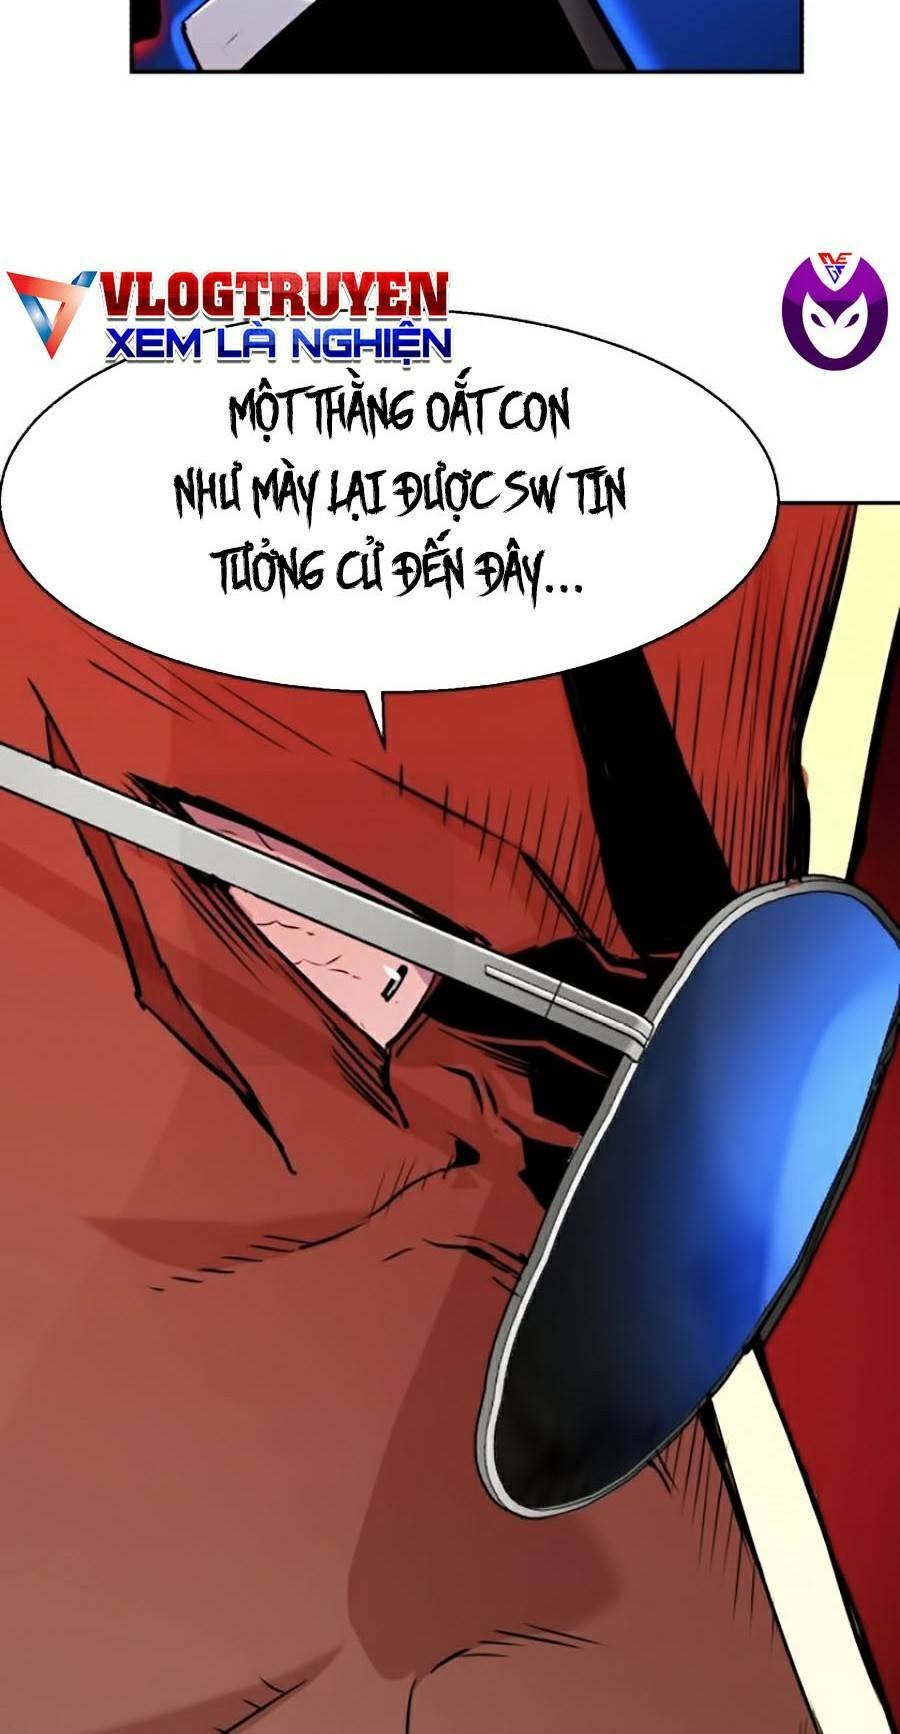 VLOGTRUYEN
XEM LÀ NGHIỆN
MỘT THẰNG OẮT CON
NHƯ MÀY LẠI ĐƯỢC SW TIN
TƯỞNG CỬ ĐẾN ĐÂY...